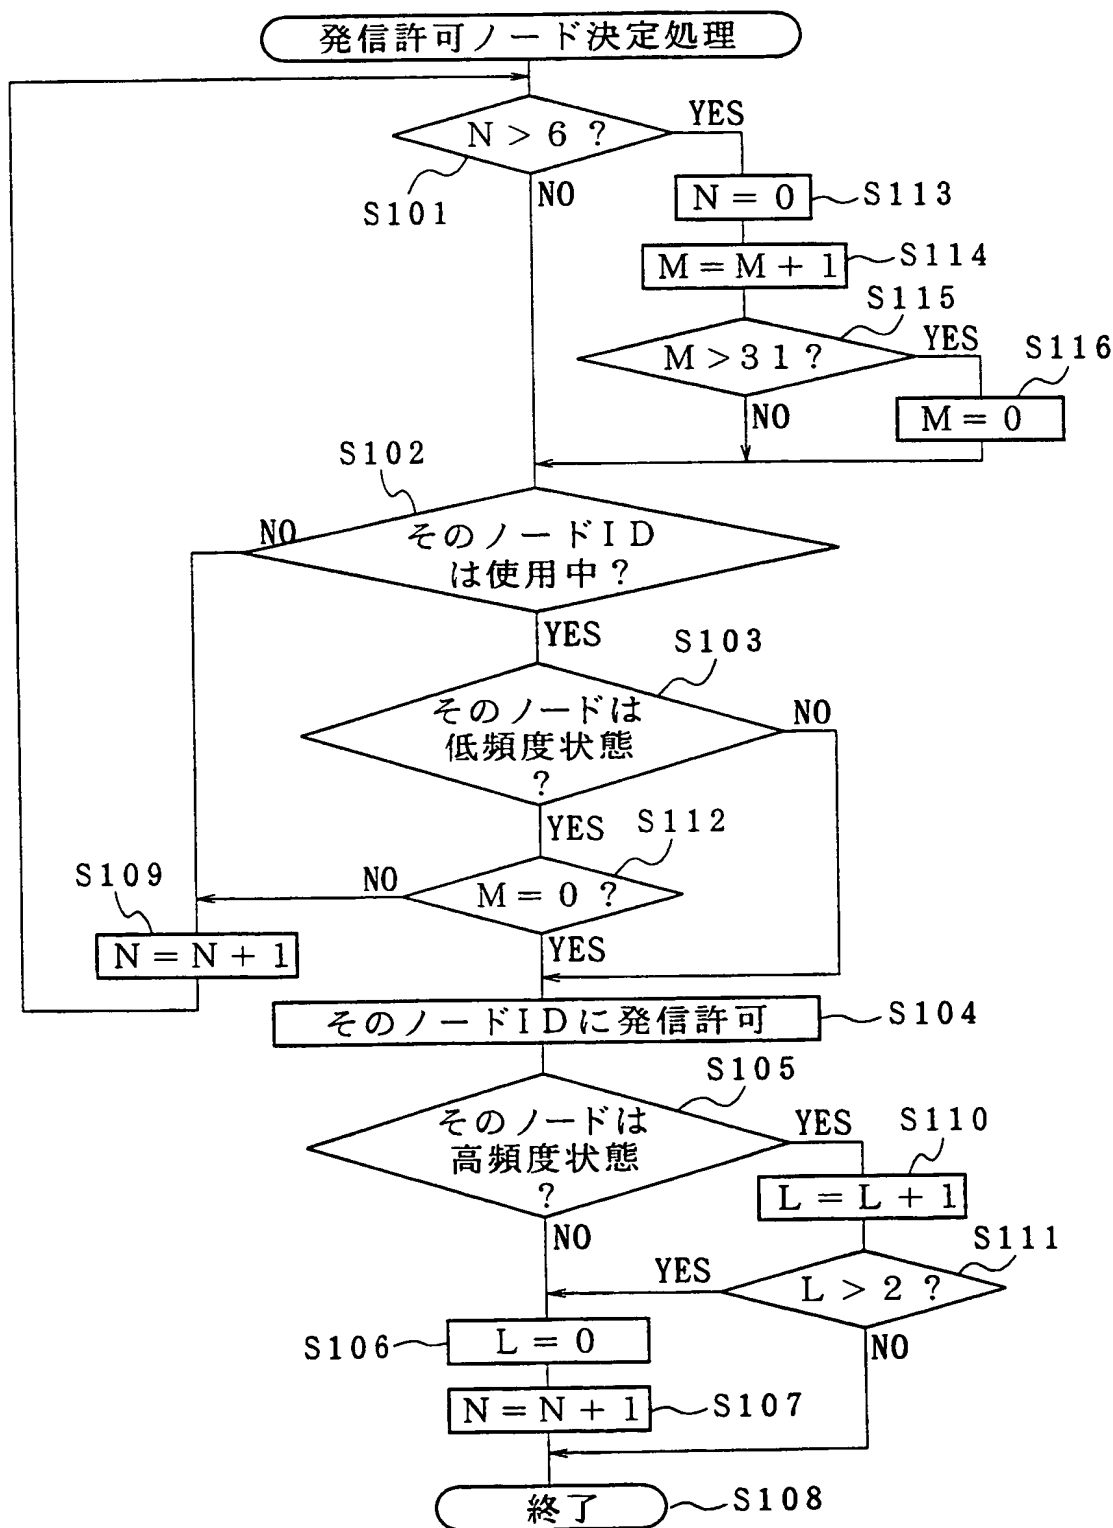 発信許可ノード決定処理
N > 6 ?
YES
S101
NO
N = 0
S113
M = M + 1
S114
S115
M > 31 ?
YES
S116
NO
M = 0
S102
NO
そのノードID
は使用中?
YES
S103
そのノードは
低頻度状態
?
NO
YES
S112
S109
NO
M = 0 ?
N = N + 1
YES
そのノードIDに発信許可
S104
S105
そのノードは
高頻度状態
?
YES
S110
L = L + 1
NO
S111
YES
L > 2 ?
S106
L = 0
NO
N = N + 1
S107
終了
S108